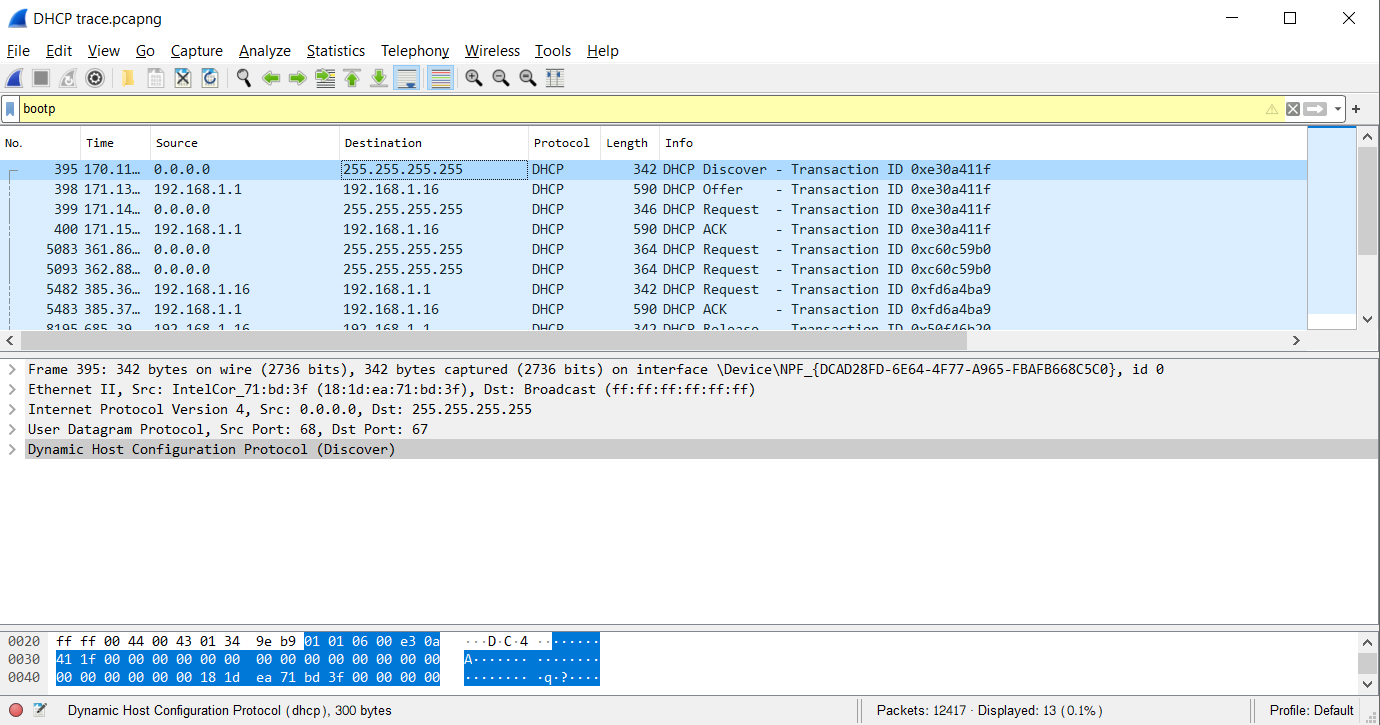 DHCP trace.pcapng
File Edit View Go Capture Analyze Statistics Telephony Wireless Tools Help
bootp
No. Time Source Destination Protocol Length Info
395 170.11… 0.0.0.0 255.255.255.255 DHCP 342 DHCP Discover - Transaction ID 0xe30a411f
398 171.13… 192.168.1.1 192.168.1.16 DHCP 590 DHCP Offer - Transaction ID 0xe30a411f
399 171.14… 0.0.0.0 255.255.255.255 DHCP 346 DHCP Request - Transaction ID 0xe30a411f
400 171.15… 192.168.1.1 192.168.1.16 DHCP 590 DHCP ACK - Transaction ID 0xe30a411f
5083 361.86… 0.0.0.0 255.255.255.255 DHCP 364 DHCP Request - Transaction ID 0xc60c59b0
5093 362.88… 0.0.0.0 255.255.255.255 DHCP 364 DHCP Request - Transaction ID 0xc60c59b0
5482 385.36… 192.168.1.16 192.168.1.1 DHCP 342 DHCP Request - Transaction ID 0xfd6a4ba9
5483 385.37… 192.168.1.1 192.168.1.16 DHCP 590 DHCP ACK - Transaction ID 0xfd6a4ba9
8195 685.39… 192.168.1.16 192.168.1.1 DHCP 342 DHCP Release - Transaction ID 0x50f46b20
Frame 395: 342 bytes on wire (2736 bits), 342 bytes captured (2736 bits) on interface \Device\NPF_{DCAD28FD-6E64-4F77-A965-FBAFB668C5C0}, id 0
Ethernet II, Src: IntelCor_71:bd:3f (18:1d:ea:71:bd:3f), Dst: Broadcast (ff:ff:ff:ff:ff:ff)
Internet Protocol Version 4, Src: 0.0.0.0, Dst: 255.255.255.255
User Datagram Protocol, Src Port: 68, Dst Port: 67
Dynamic Host Configuration Protocol (Discover)
0020 ff ff 00 44 00 43 01 34 9e b9 01 01 06 00 e3 0a ···D·C·4 ········
0030 41 1f 00 00 00 00 00 00 00 00 00 00 00 00 00 00 A······· ········
0040 00 00 00 00 00 00 18 1d ea 71 bd 3f 00 00 00 00 ········ ·q·?····
Dynamic Host Configuration Protocol (dhcp), 300 bytes
Packets: 12417 · Displayed: 13 (0.1%)
Profile: Default